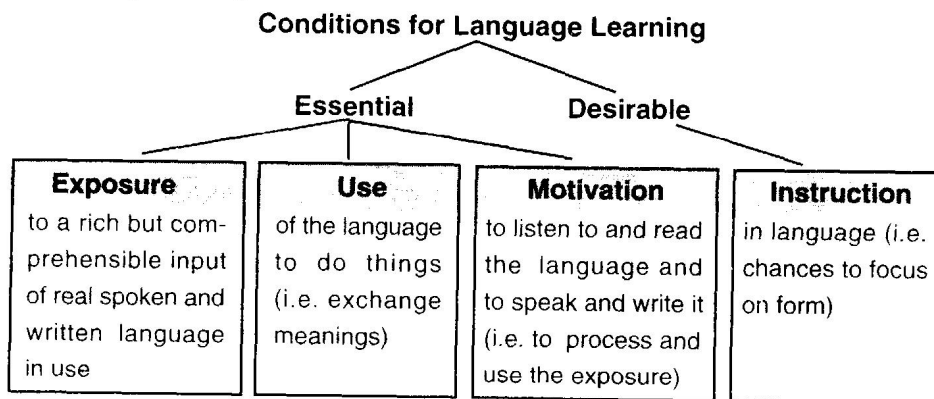 Conditions for Language Learning
Essential
Desirable
Exposure
to a rich but com-
prehensible input
of real spoken and
written language
in use
Use
of the language
to do things
(i.e. exchange
meanings)
Motivation
to listen to and read
the language and
to speak and write it
(i.e. to process and
use the exposure)
Instruction
in language (i.e.
chances to focus
on form)